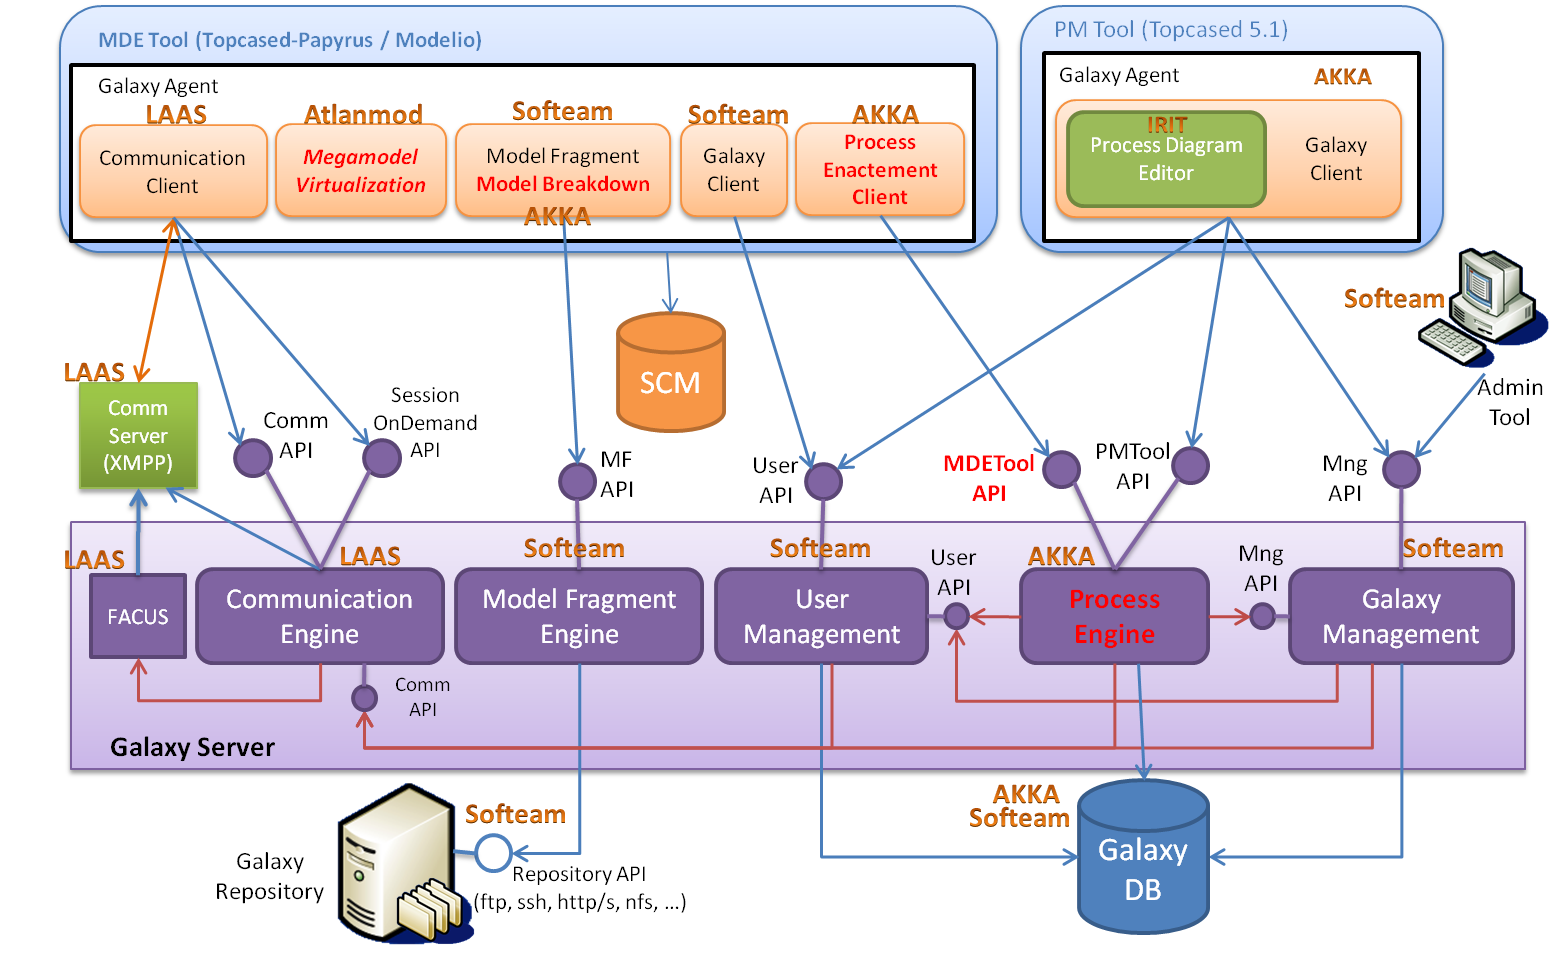 MDE Tool (Topcased-Papyrus / Modelio)
Galaxy Agent
LAAS
Communication
Client
Atlanmod
Megamodel
Virtualization
Softeam
Model Fragment
Model Breakdown
AKKA
Softeam
Galaxy
Client
AKKA
Process
Enactement
Client
PM Tool (Topcased 5.1)
Galaxy Agent
AKKA
IRIT
Process Diagram
Editor
Galaxy
Client
Softeam
Admin
Tool
SCM
LAAS
Comm
Server
(XMPP)
Comm
API
Session
OnDemand
API
MF
API
User
API
MDETool
API
PMTool
API
Mng
API
LAAS
FACUS
LAAS
Communication
Engine
Comm
API
Softeam
Model Fragment
Engine
Softeam
User
Management
User
API
AKKA
Process
Engine
Mng
API
Softeam
Galaxy
Management
Galaxy Server
Galaxy
Repository
Softeam
Repository API
(ftp, ssh, http/s, nfs, ...)
AKKA
Softeam
Galaxy
DB